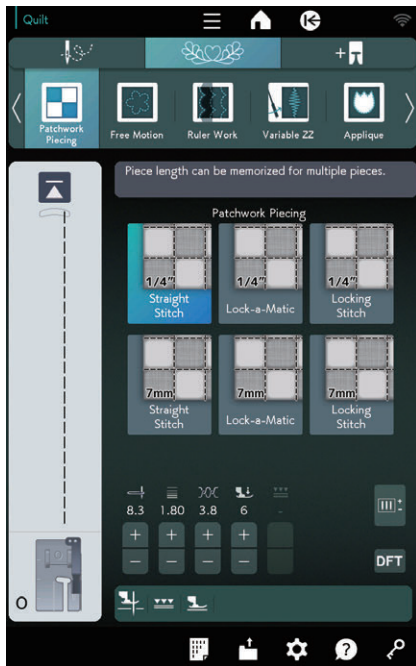 Quilt
Patchwork
Piecing
Free Motion
Ruler Work
Variable ZZ
Applique
Piece length can be memorized for multiple pieces.
Patchwork Piecing
1/4"
Straight
Stitch
1/4"
Lock-a-Matic
1/4"
Locking
Stitch
7mm
Straight
Stitch
7mm
Lock-a-Matic
7mm
Locking
Stitch
8.3 1.80 3.8 6 -
+ + + +
− − − −
DFT
O